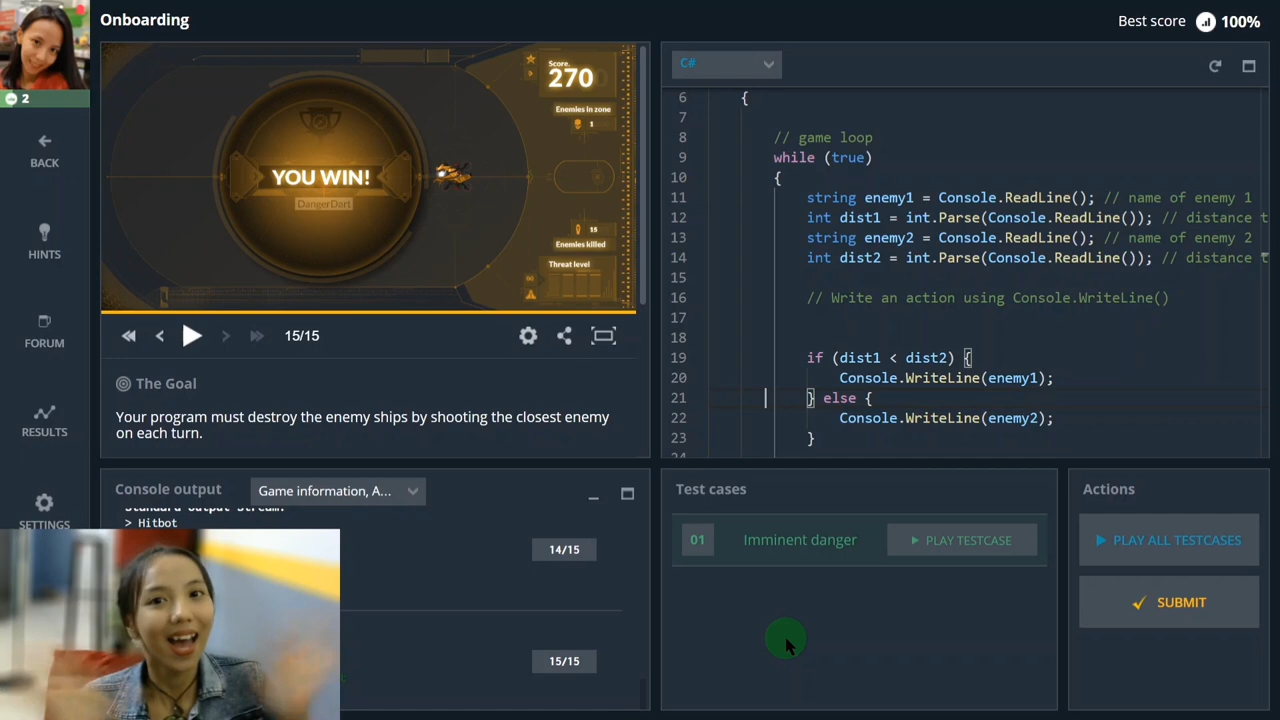 Onboarding
Best score 100%
2
BACK
HINTS
FORUM
RESULTS
SETTINGS
Score.
270
Enemies in zone
1
YOU WIN!
DangerDart
15
Enemies killed
Threat level
15/15
The Goal
Your program must destroy the enemy ships by shooting the closest enemy
on each turn.
C#
6 {
7
8 // game loop
9 while (true)
10 {
11 string enemy1 = Console.ReadLine(); // name of enemy 1
12 int dist1 = int.Parse(Console.ReadLine()); // distance t
13 string enemy2 = Console.ReadLine(); // name of enemy 2
14 int dist2 = int.Parse(Console.ReadLine()); // distance t
15
16 // Write an action using Console.WriteLine()
17
18
19 if (dist1 < dist2) {
20 Console.WriteLine(enemy1);
21 } else {
22 Console.WriteLine(enemy2);
23 }
Console output
Game information, A...
Standard Output Stream:
> Hitbot
14/15
15/15
Test cases
01 Imminent danger PLAY TESTCASE
Actions
PLAY ALL TESTCASES
SUBMIT